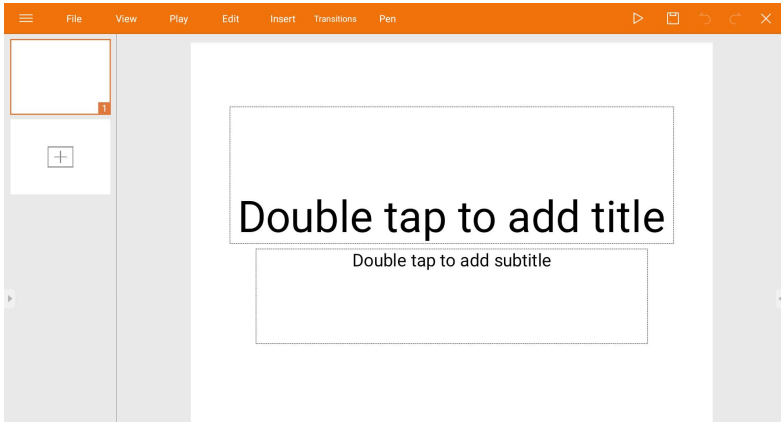 File View Play Edit Insert Transitions Pen
1
Double tap to add title
Double tap to add subtitle